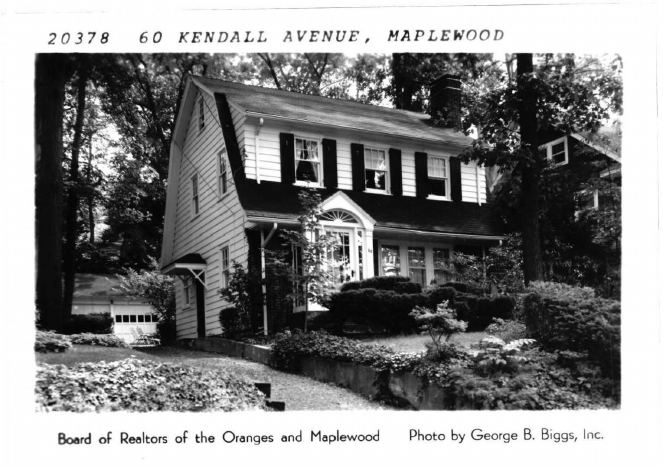 20378 60 KENDALL AVENUE, MAPLEWOOD
Board of Realtors of the Oranges and Maplewood Photo by George B. Biggs, Inc.